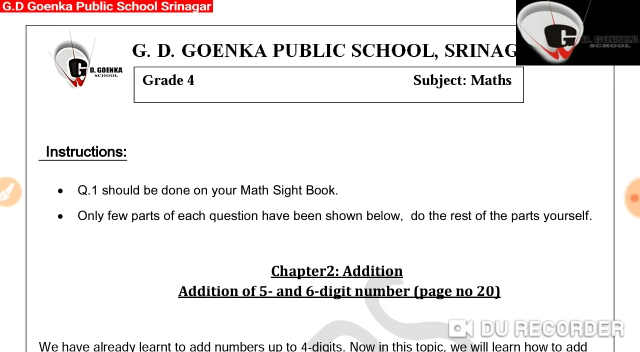 G.D Goenka Public School Srinagar
G. D. GOENKA PUBLIC SCHOOL, SRINAG
G D. GOENKA
SCHOOL
G D. GOENKA
SCHOOL
Grade 4 Subject: Maths
Instructions:
• Q.1 should be done on your Math Sight Book.
• Only few parts of each question have been shown below, do the rest of the parts yourself.
Chapter2: Addition
Addition of 5- and 6-digit number (page no 20)
DU RECORDER
We have already learnt to add numbers up to 4-digits. Now in this topic, we will learn how to add